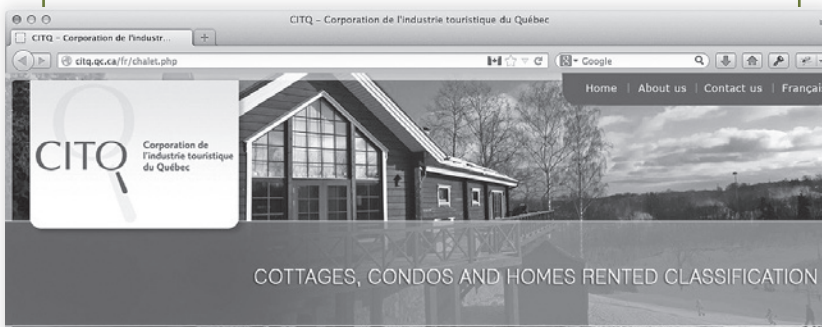 CITQ – Corporation de l'industrie touristique du Québec
CITQ – Corporation de l'industr...
citq.qc.ca/fr/chalet.php
Google
Home | About us | Contact us | Françai
CITQ
Corporation de
l'industrie touristique
du Québec
COTTAGES, CONDOS AND HOMES RENTED CLASSIFICATION